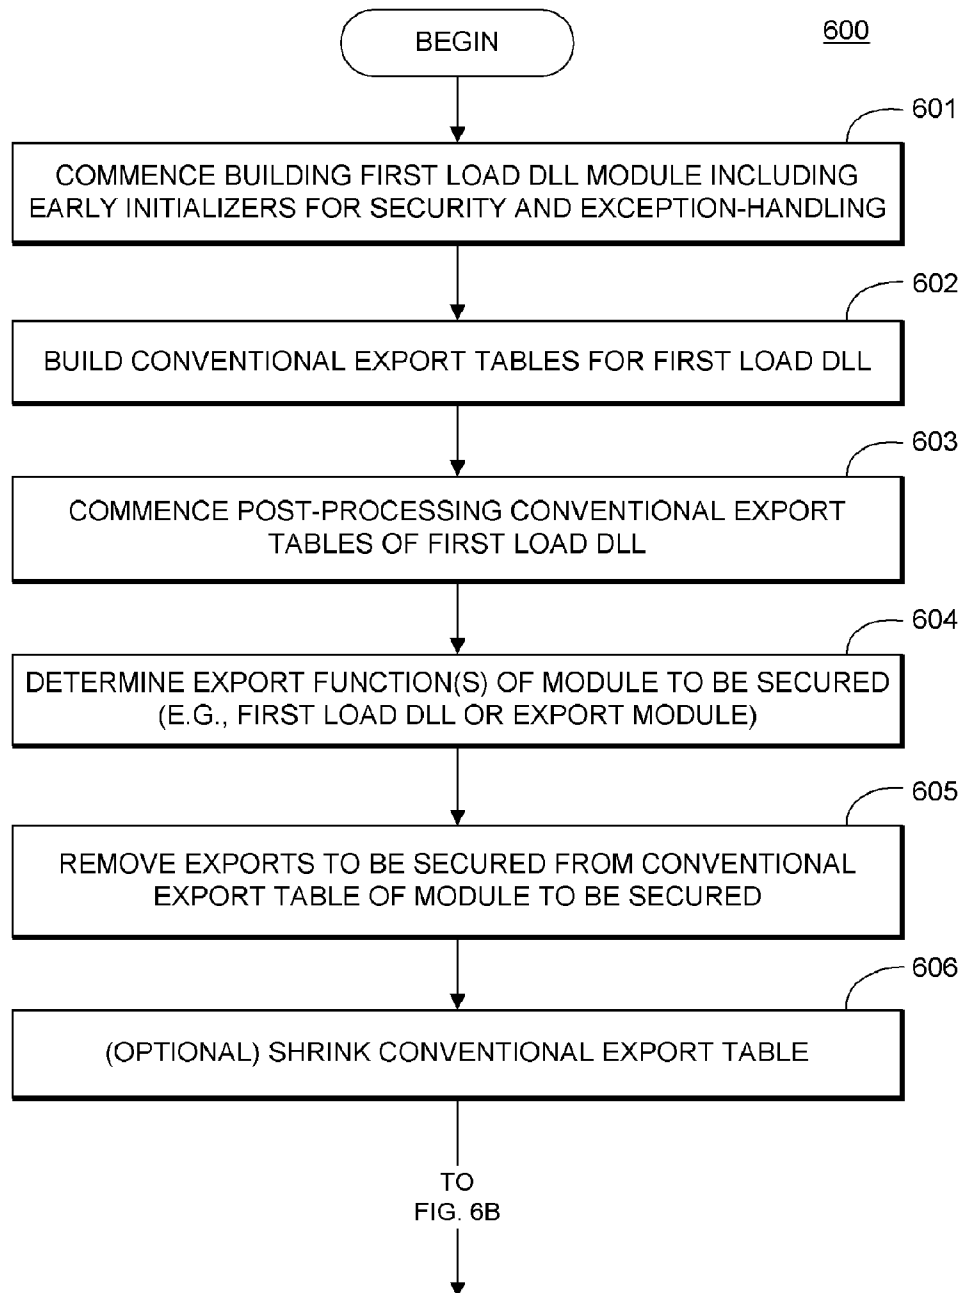 BEGIN
600
601
COMMENCE BUILDING FIRST LOAD DLL MODULE INCLUDING
EARLY INITIALIZERS FOR SECURITY AND EXCEPTION-HANDLING
602
BUILD CONVENTIONAL EXPORT TABLES FOR FIRST LOAD DLL
603
COMMENCE POST-PROCESSING CONVENTIONAL EXPORT
TABLES OF FIRST LOAD DLL
604
DETERMINE EXPORT FUNCTION(S) OF MODULE TO BE SECURED
(E.G., FIRST LOAD DLL OR EXPORT MODULE)
605
REMOVE EXPORTS TO BE SECURED FROM CONVENTIONAL
EXPORT TABLE OF MODULE TO BE SECURED
606
(OPTIONAL) SHRINK CONVENTIONAL EXPORT TABLE
TO
FIG. 6B